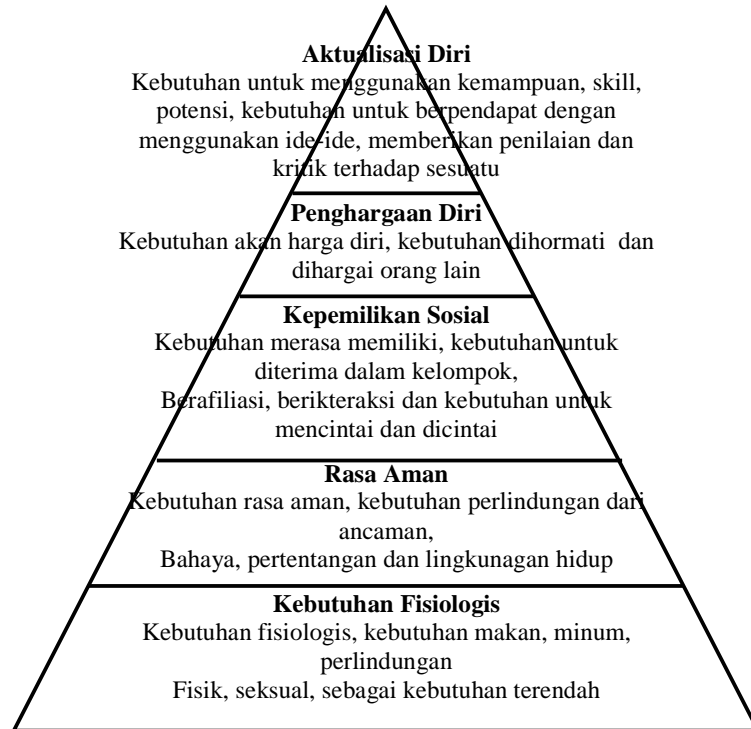 Aktualisasi Diri
Kebutuhan untuk menggunakan kemampuan, skill,
potensi, kebutuhan untuk berpendapat dengan
menggunakan ide-ide, memberikan penilaian dan
kritik terhadap sesuatu
Penghargaan Diri
Kebutuhan akan harga diri, kebutuhan dihormati dan
dihargai orang lain
Kepemilikan Sosial
Kebutuhan merasa memiliki, kebutuhan untuk
diterima dalam kelompok,
Berafiliasi, berikteraksi dan kebutuhan untuk
mencintai dan dicintai
Rasa Aman
Kebutuhan rasa aman, kebutuhan perlindungan dari
ancaman,
Bahaya, pertentangan dan lingkunagan hidup
Kebutuhan Fisiologis
Kebutuhan fisiologis, kebutuhan makan, minum,
perlindungan
Fisik, seksual, sebagai kebutuhan terendah